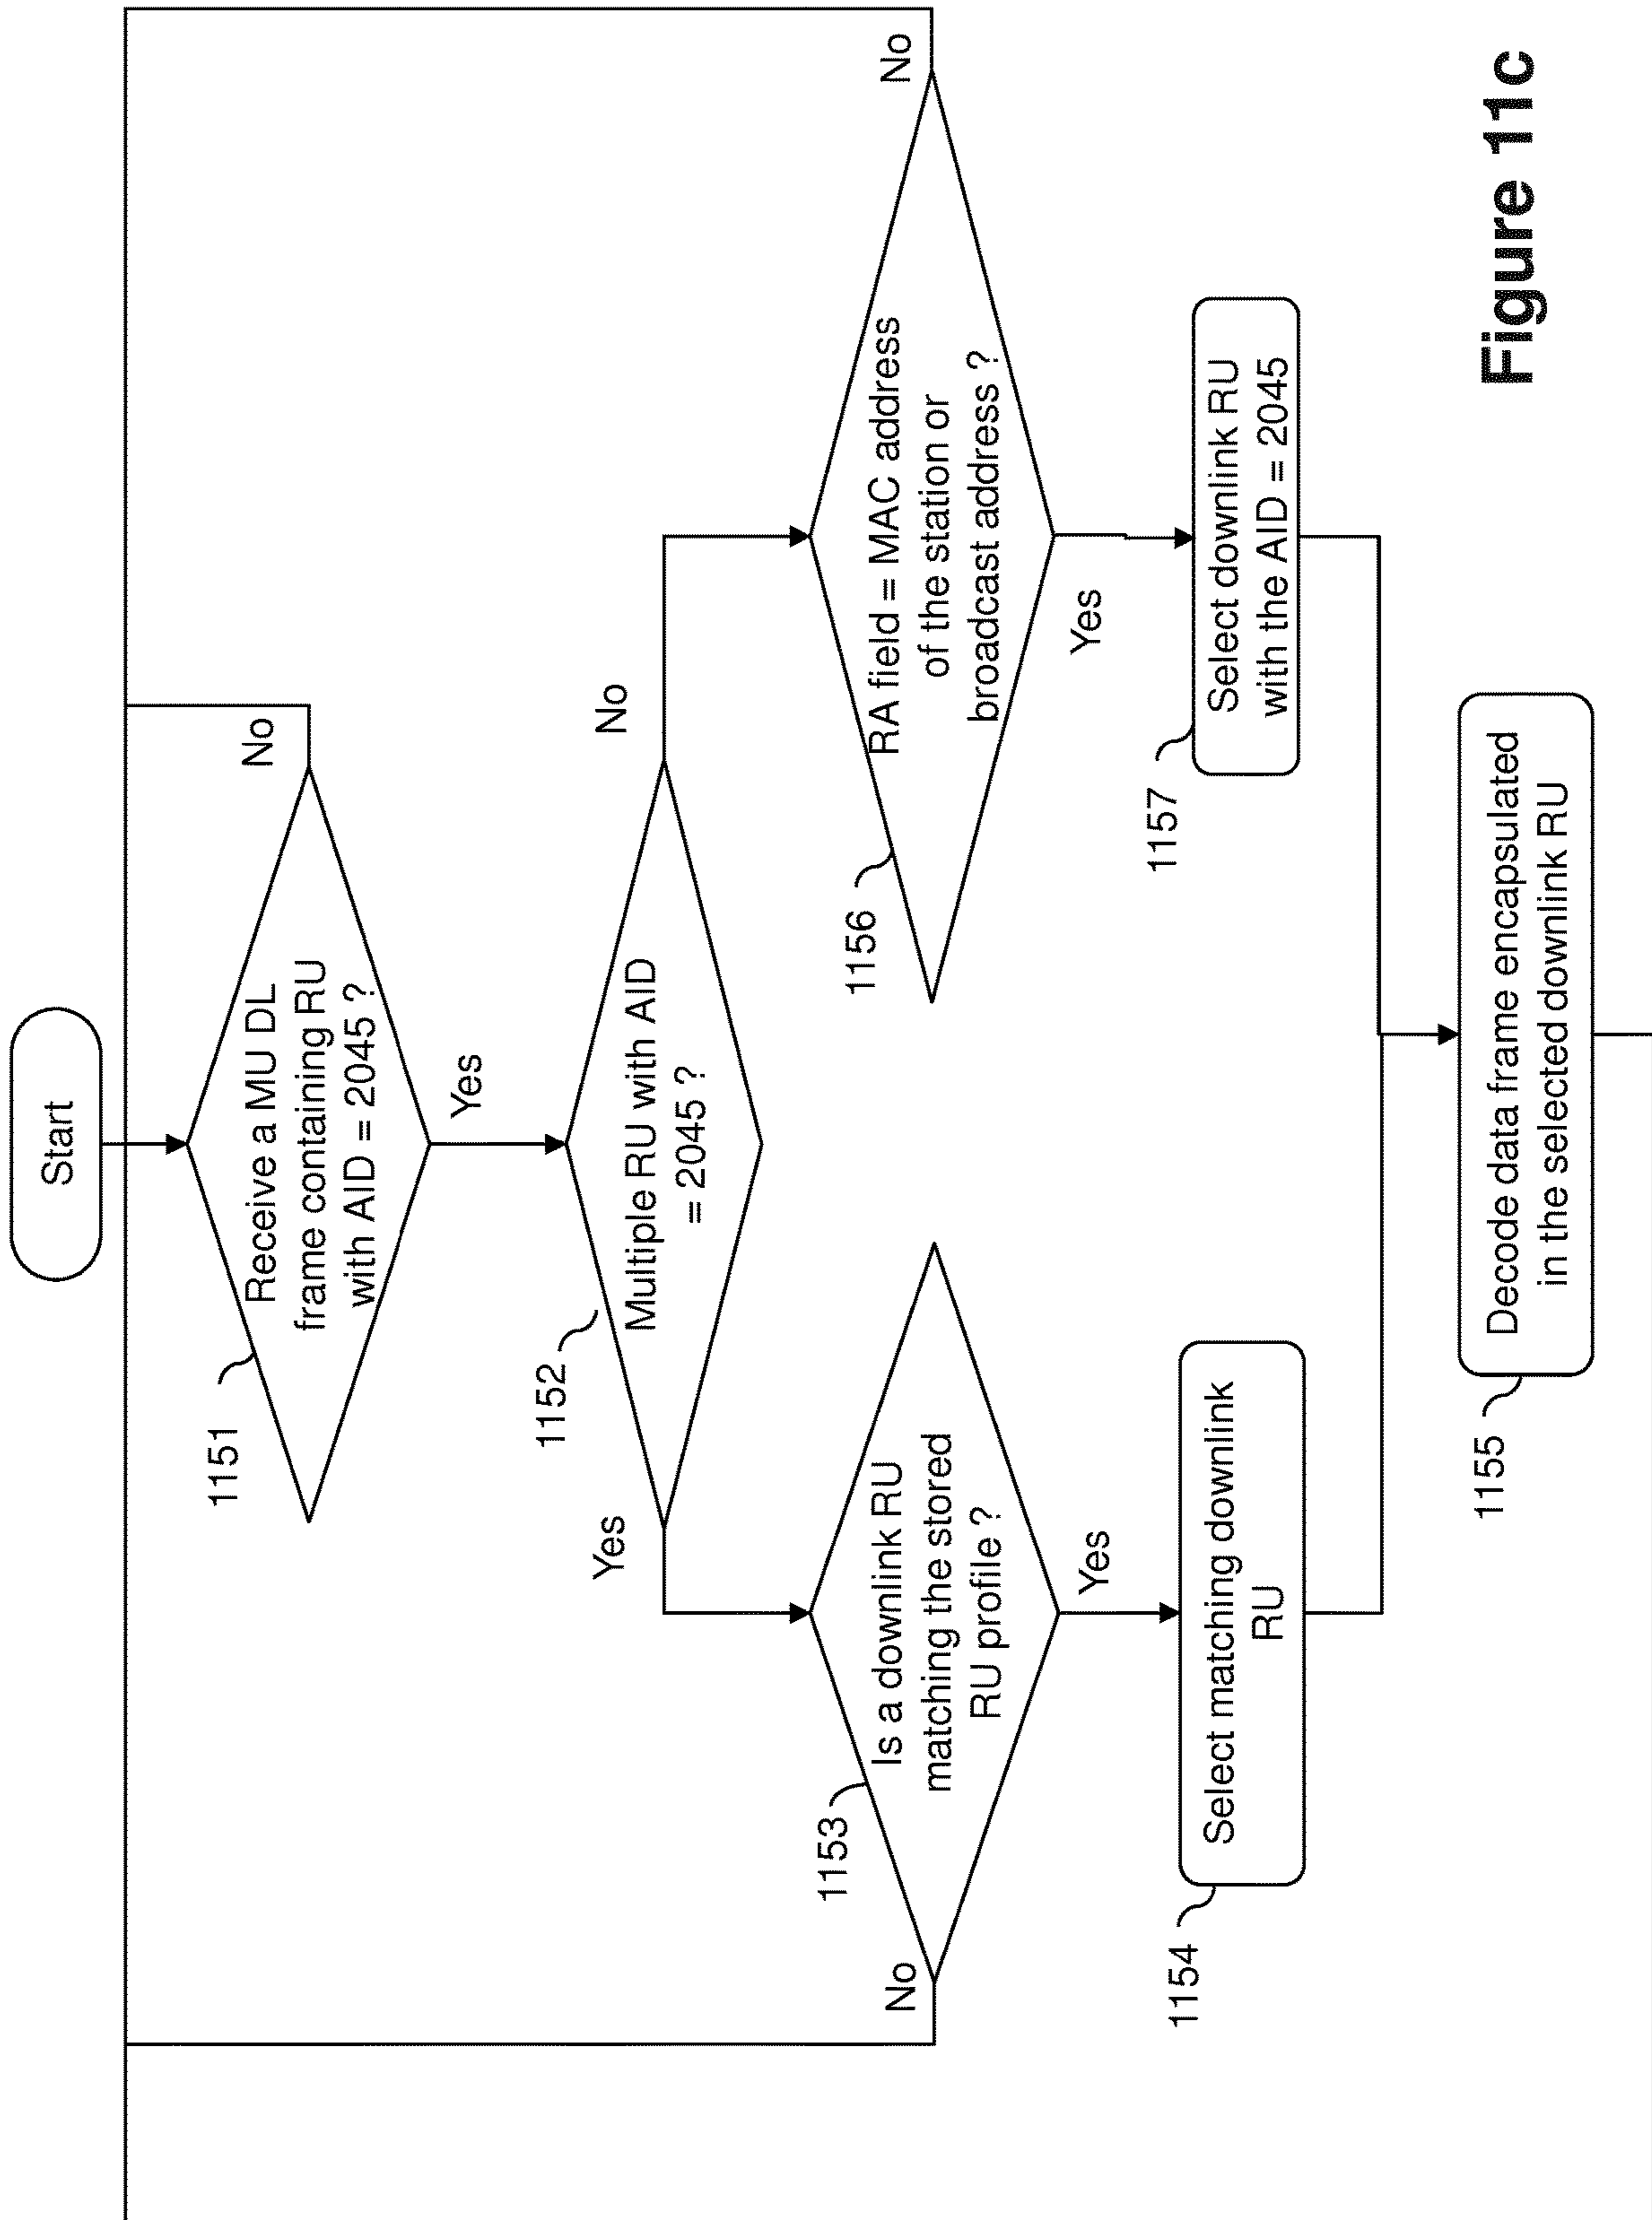 Start
1151
Receive a MU DL
frame containing RU
with AID = 2045 ?
No
Yes
1152
Multiple RU with AID
= 2045 ?
Yes
No
1153
Is a downlink RU
matching the stored
RU profile ?
No
Yes
1156
RA field = MAC address
of the station or
broadcast address ?
No
Yes
1154
Select matching downlink
RU
1157
Select downlink RU
with the AID = 2045
1155
Decode data frame encapsulated
in the selected downlink RU
Figure 11c